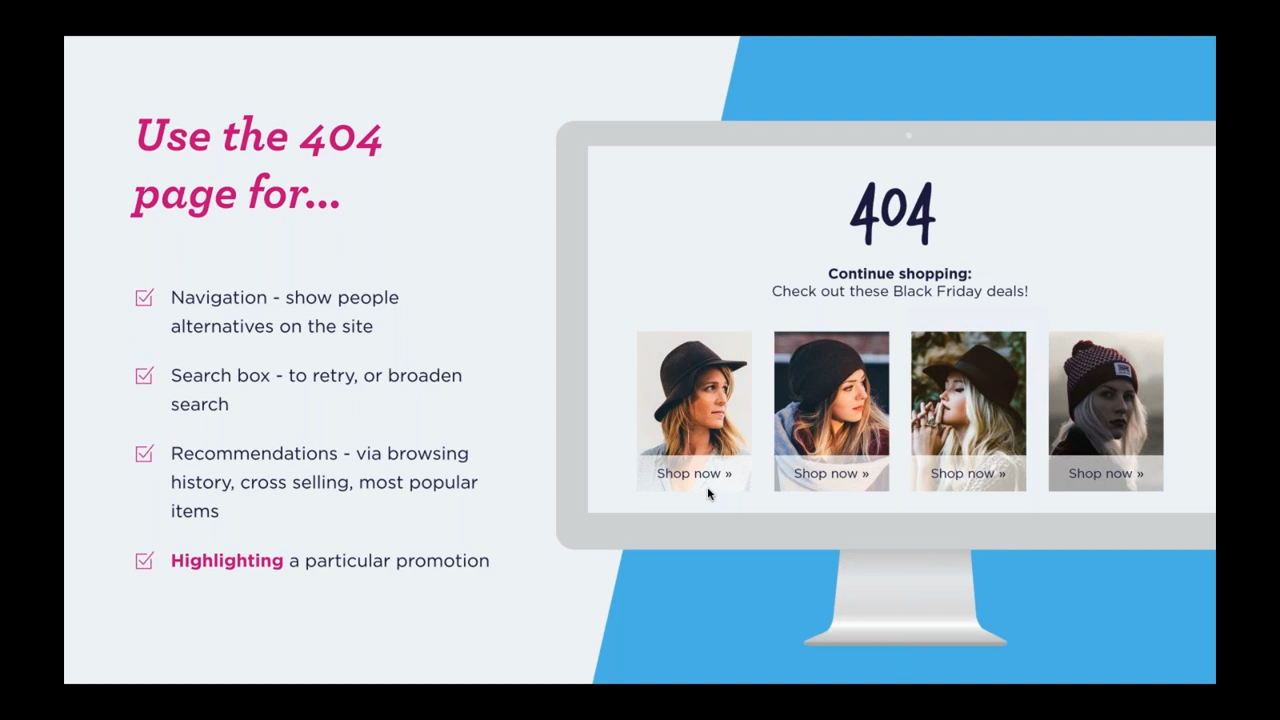 Use the 404
page for...
Navigation - show people
alternatives on the site
Search box - to retry, or broaden
search
Recommendations - via browsing
history, cross selling, most popular
items
Highlighting a particular promotion
404
Continue shopping:
Check out these Black Friday deals!
Shop now »
Shop now »
Shop now »
Shop now »